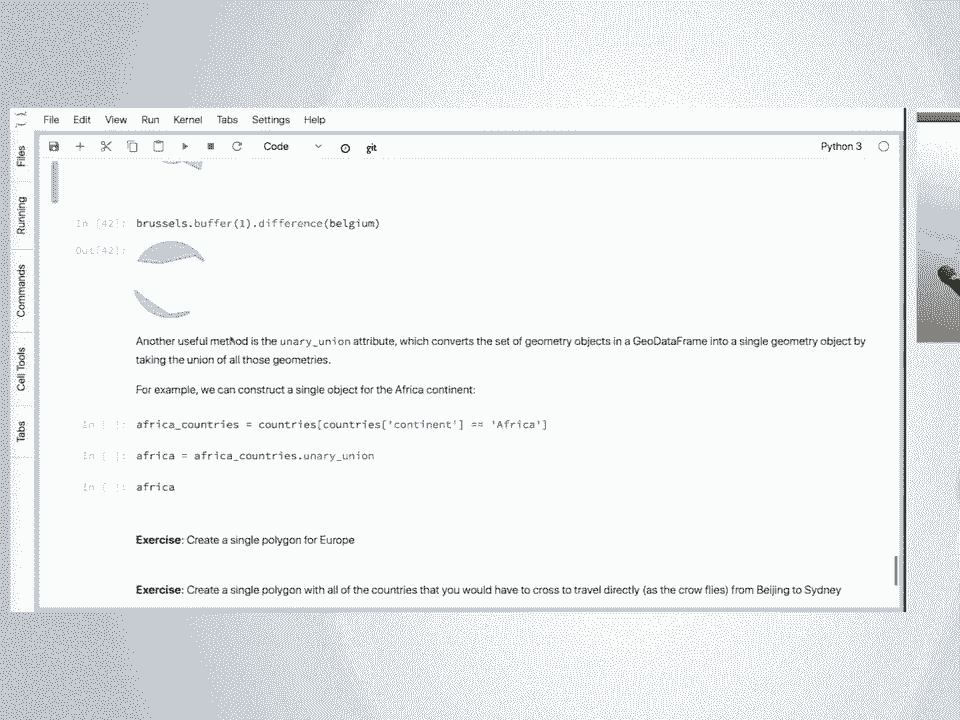 File Edit View Run Kernel Tabs Settings Help
Files
Running
Commands
Cell Tools
Tabs
Code
git
Python 3
In [42]: brussels.buffer(1).difference(belgium)
Out[42]:
Another useful method is the unary_union attribute, which converts the set of geometry objects in a GeoDataFrame into a single geometry object by
taking the union of all those geometries.
For example, we can construct a single object for the Africa continent:
In [ ]: africa_countries = countries[countries['continent'] == 'Africa']
In [ ]: africa = africa_countries.unary_union
In [ ]: africa
Exercise: Create a single polygon for Europe
Exercise: Create a single polygon with all of the countries that you would have to cross to travel directly (as the crow flies) from Beijing to Sydney